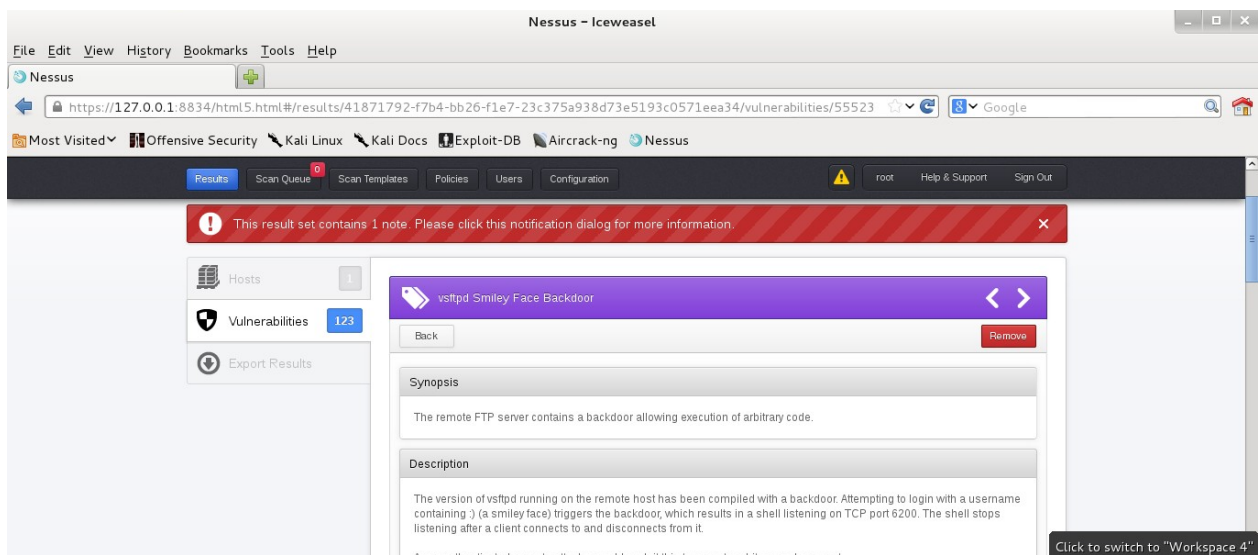 Nessus - Iceweasel
File Edit View History Bookmarks Tools Help
Nessus
https://127.0.0.1:8834/html5.html#/results/41871792-f7b4-bb26-f1e7-23c375a938d73e5193c0571eea34/vulnerabilities/55523
Google
Most Visited Offensive Security Kali Linux Kali Docs Exploit-DB Aircrack-ng Nessus
Results Scan Queue 0 Scan Templates Policies Users Configuration root Help & Support Sign Out
This result set contains 1 note. Please click this notification dialog for more information.
Hosts 1
Vulnerabilities 123
Export Results
vsftpd Smiley Face Backdoor
Back Remove
Synopsis
The remote FTP server contains a backdoor allowing execution of arbitrary code.
Description
The version of vsftpd running on the remote host has been compiled with a backdoor. Attempting to login with a username
containing :) (a smiley face) triggers the backdoor, which results in a shell listening on TCP port 6200. The shell stops
listening after a client connects to and disconnects from it.
Click to switch to "Workspace 4"